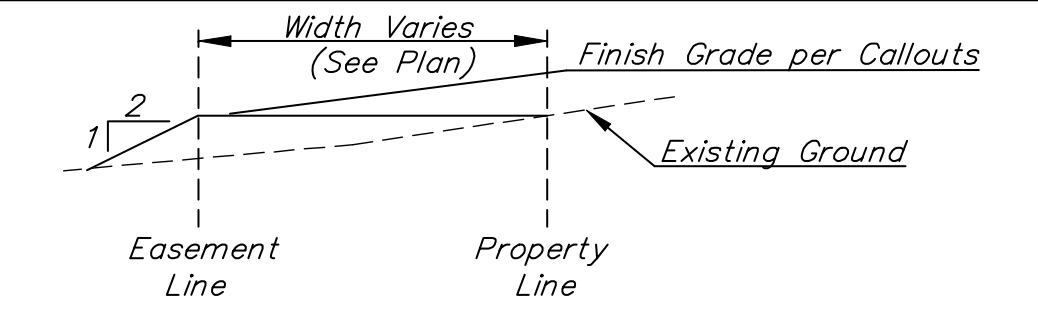 Width Varies
(See Plan)
Finish Grade per Callouts
2
1
Existing Ground
Easement
Line
Property
Line